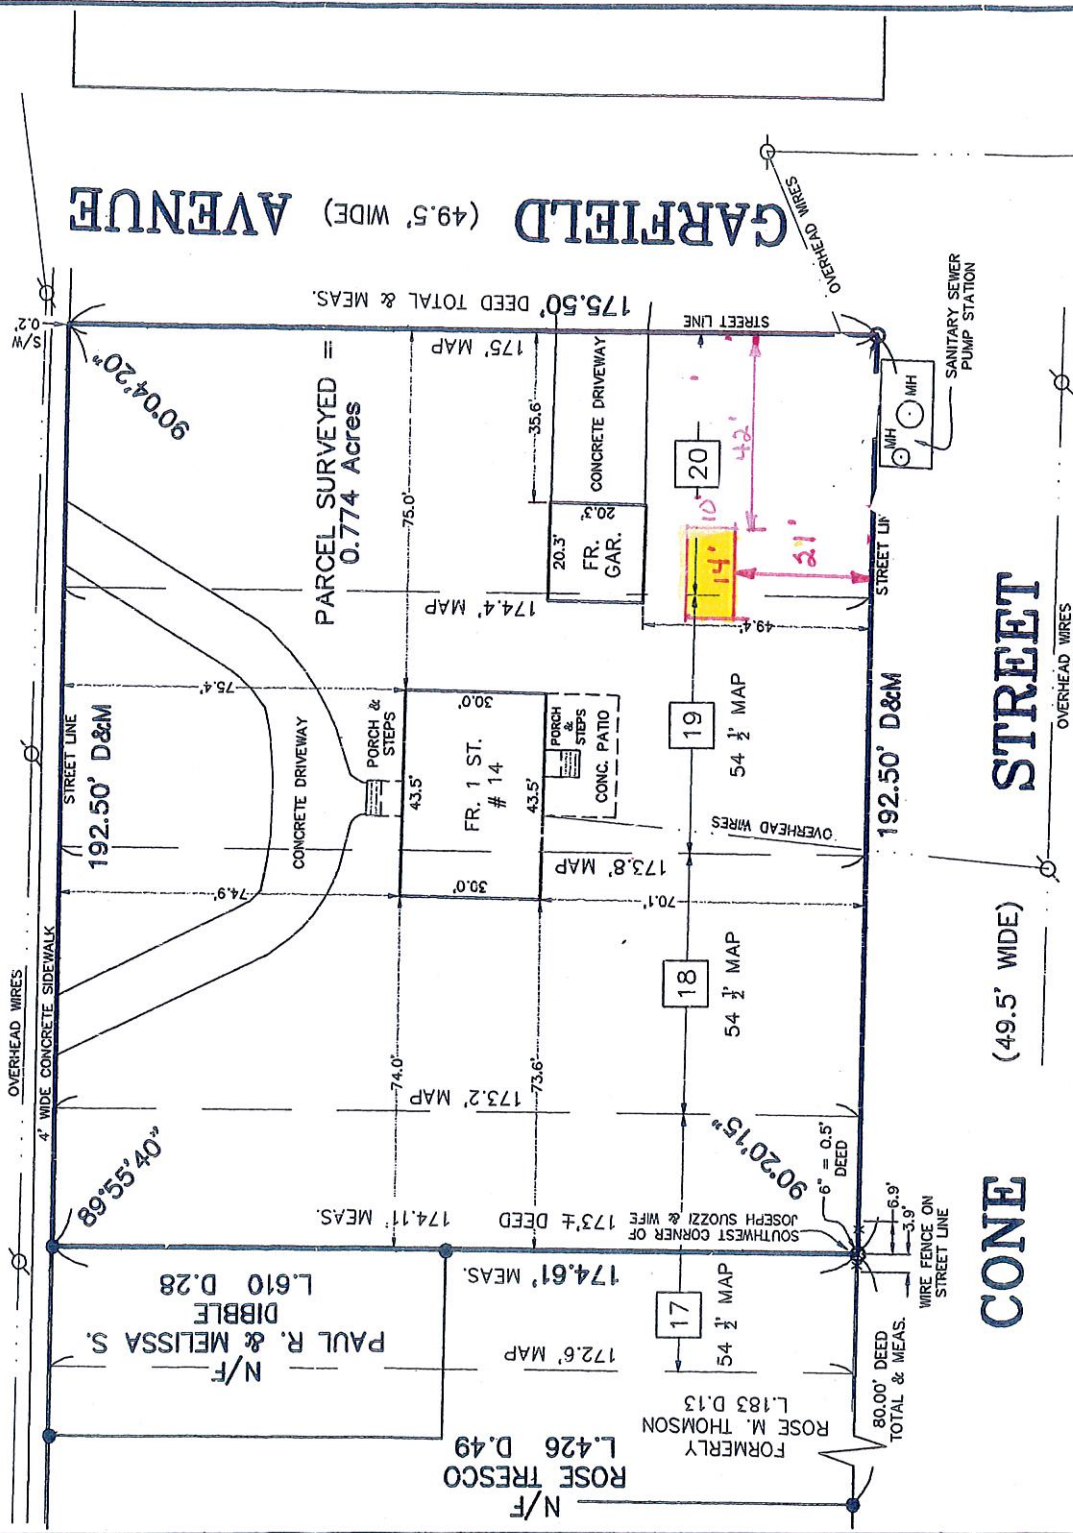 OVERHEAD WIRES
4' WIDE CONCRETE SIDEWALK
S/W
0.2'
STREET LINE
192.50' D&M
90°04'20"
89°55'40"
GARFIELD AVENUE
(49.5' WIDE)
175.50' DEED TOTAL & MEAS.
175' MAP
STREET LINE
OVERHEAD WIRES
PARCEL SURVEYED =
0.774 Acres
CONCRETE DRIVEWAY
35.6'
75.0'
20.3'
20.3'
FR.
GAR.
174.4' MAP
20
42'
10'
14'
21'
49.4'
STREET LIN
MH
MH
SANITARY SEWER
PUMP STATION
75.4'
CONCRETE DRIVEWAY
PORCH &
STEPS
30.0'
43.5'
FR. 1 ST.
# 14
43.5'
30.0'
PORCH
&
STEPS
CONC. PATIO
19
54 ½' MAP
OVERHEAD WIRES
173.8' MAP
74.9'
70.1'
192.50' D&M
CONE STREET
(49.5' WIDE)
OVERHEAD WIRES
18
54 ½' MAP
74.0'
73.6'
173.2' MAP
90°20'15"
6" = 0.5'
DEED
6.9'
3.9'
WIRE FENCE ON
STREET LINE
174.11' MEAS.
173'± DEED
SOUTHWEST CORNER OF
JOSEPH SUOZZI & WIFE
174.61' MEAS.
17
54 ½' MAP
172.6' MAP
N/F
PAUL R. & MELISSA S.
DIBBLE
L.610 D.28
N/F
ROSE TRESCO
L.426 D.49
FORMERLY
ROSE M. THOMSON
L.183 D.13
80.00' DEED
TOTAL & MEAS.